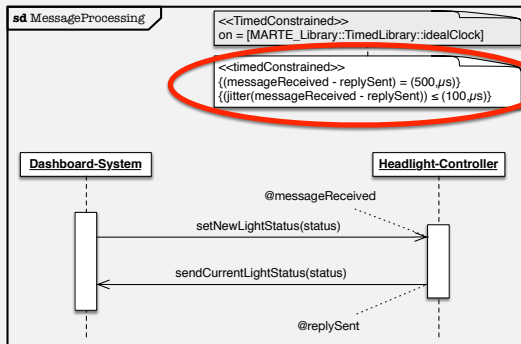 sd MessageProcessing
<<TimedConstrained>>
on = [MARTE_Library::TimedLibrary::idealClock]
<<timedConstrained>>
{(messageReceived - replySent) = (500,µs)}
{(jitter(messageReceived - replySent)) ≤ (100,µs)}
Dashboard-System
Headlight-Controller
@messageReceived
setNewLightStatus(status)
sendCurrentLightStatus(status)
@replySent